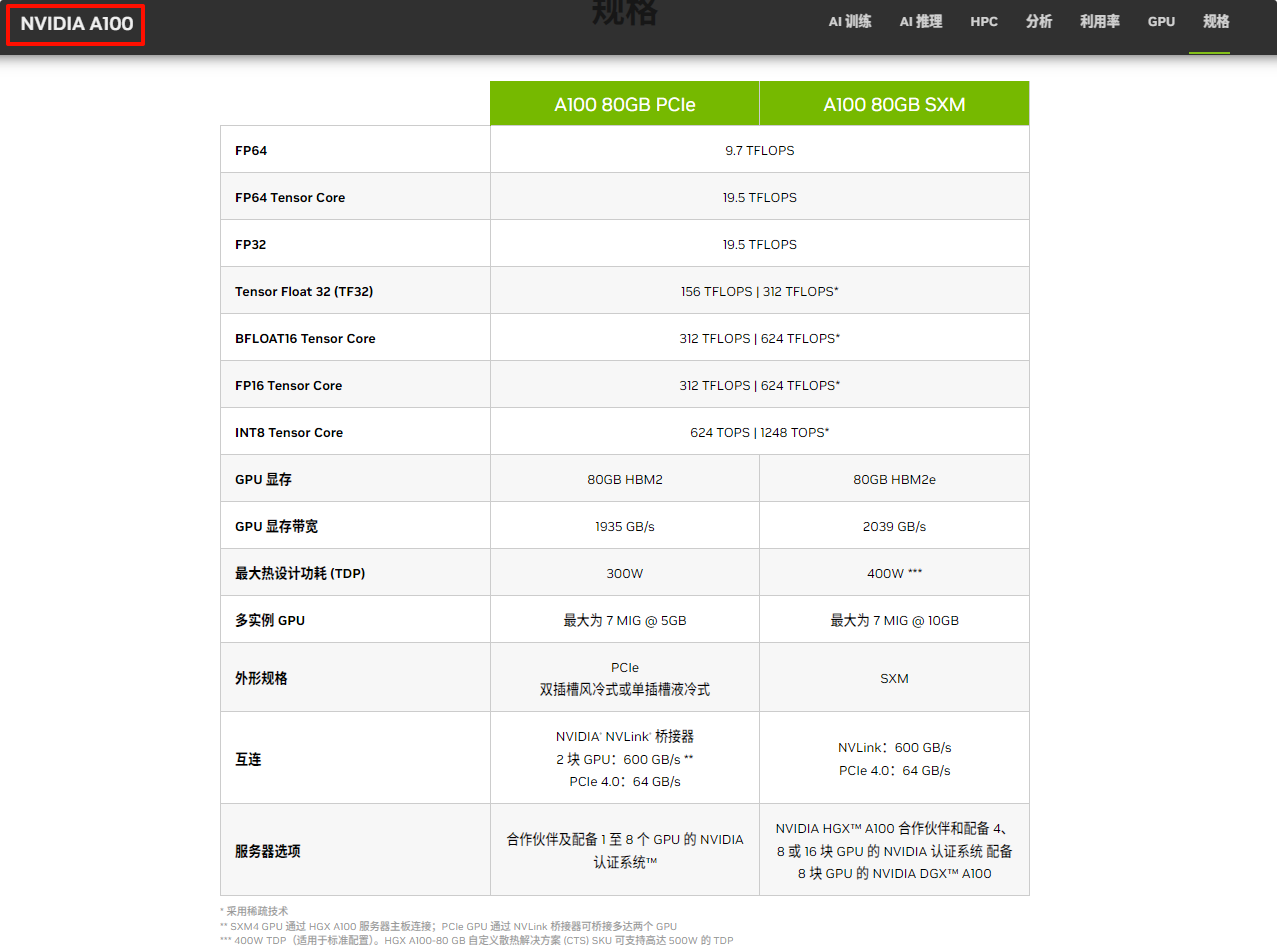 NVIDIA A100
规格
AI 训练 AI 推理 HPC 分析 利用率 GPU 规格
A100 80GB PCIe A100 80GB SXM
FP64 9.7 TFLOPS
FP64 Tensor Core 19.5 TFLOPS
FP32 19.5 TFLOPS
Tensor Float 32 (TF32) 156 TFLOPS | 312 TFLOPS*
BFLOAT16 Tensor Core 312 TFLOPS | 624 TFLOPS*
FP16 Tensor Core 312 TFLOPS | 624 TFLOPS*
INT8 Tensor Core 624 TOPS | 1248 TOPS*
GPU 显存 80GB HBM2 80GB HBM2e
GPU 显存带宽 1935 GB/s 2039 GB/s
最大热设计功耗 (TDP) 300W 400W ***
多实例 GPU 最大为 7 MIG @ 5GB 最大为 7 MIG @ 10GB
外形规格
PCIe
双插槽风冷式或单插槽液冷式
SXM
互连
NVIDIA® NVLink® 桥接器
2 块 GPU：600 GB/s **
PCIe 4.0：64 GB/s
NVLink：600 GB/s
PCIe 4.0：64 GB/s
服务器选项
合作伙伴及配备 1 至 8 个 GPU 的 NVIDIA
认证系统™
NVIDIA HGX™ A100 合作伙伴和配备 4、
8 或 16 块 GPU 的 NVIDIA 认证系统 配备
8 块 GPU 的 NVIDIA DGX™ A100
* 采用稀疏技术
** SXM4 GPU 通过 HGX A100 服务器主板连接；PCIe GPU 通过 NVLink 桥接器可桥接多达两个 GPU
*** 400W TDP（适用于标准配置）。HGX A100-80 GB 自定义散热解决方案 (CTS) SKU 可支持高达 500W 的 TDP